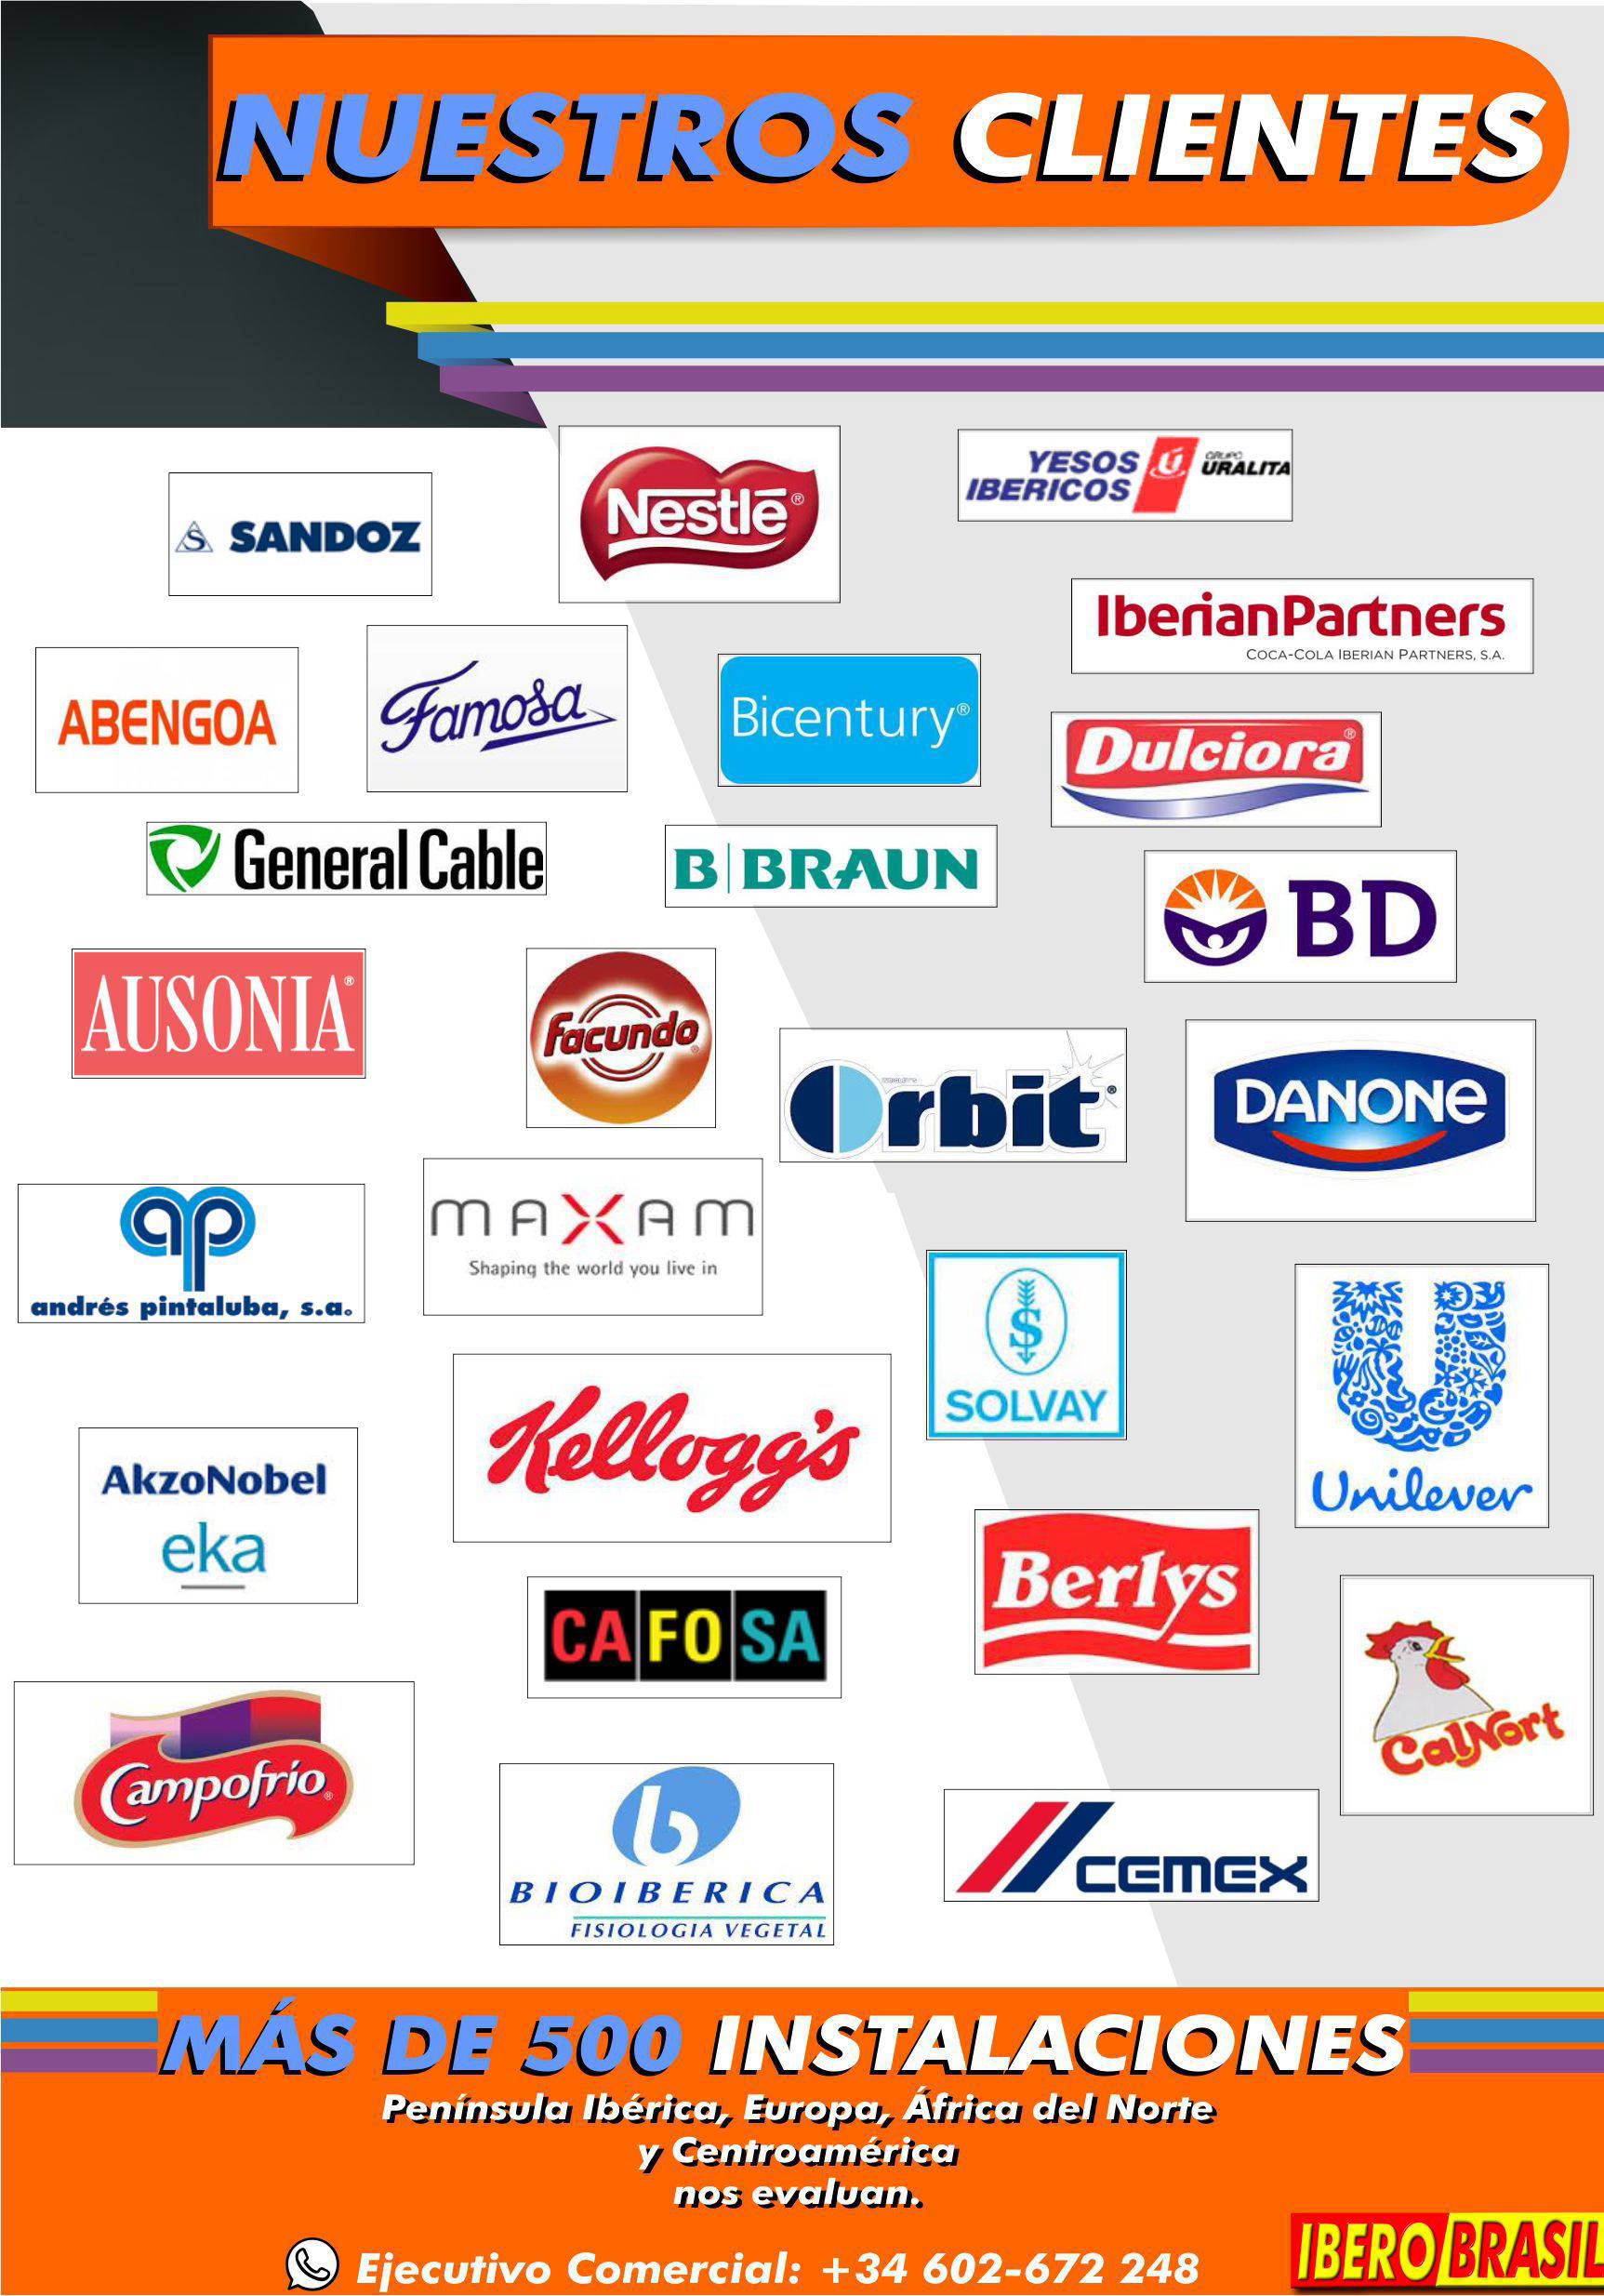 NUESTROS CLIENTES
SANDOZ
Nestlē®
YESOS IBERICOS
GRUPO URALITA
IberianPartners
COCA-COLA IBERIAN PARTNERS, S.A.
ABENGOA
Famosa
Bicentury®
Dulciora®
General Cable
B|BRAUN
BD
AUSONIA®
Facundo®
Orbit®
DANONE
ap
andrés pintaluba, s.a.
MAXAM
Shaping the world you live in
SOLVAY
Unilever
Kellogg's
AkzoNobel
eka
Berlys
CAFOSA
CalNort
Campofrío®
b
BIOIBERICA
FISIOLOGIA VEGETAL
CEMEX
MÁS DE 500 INSTALACIONES
Península Ibérica, Europa, África del Norte
y Centroamérica
nos evaluan.
Ejecutivo Comercial: +34 602-672 248
IBERO BRASIL